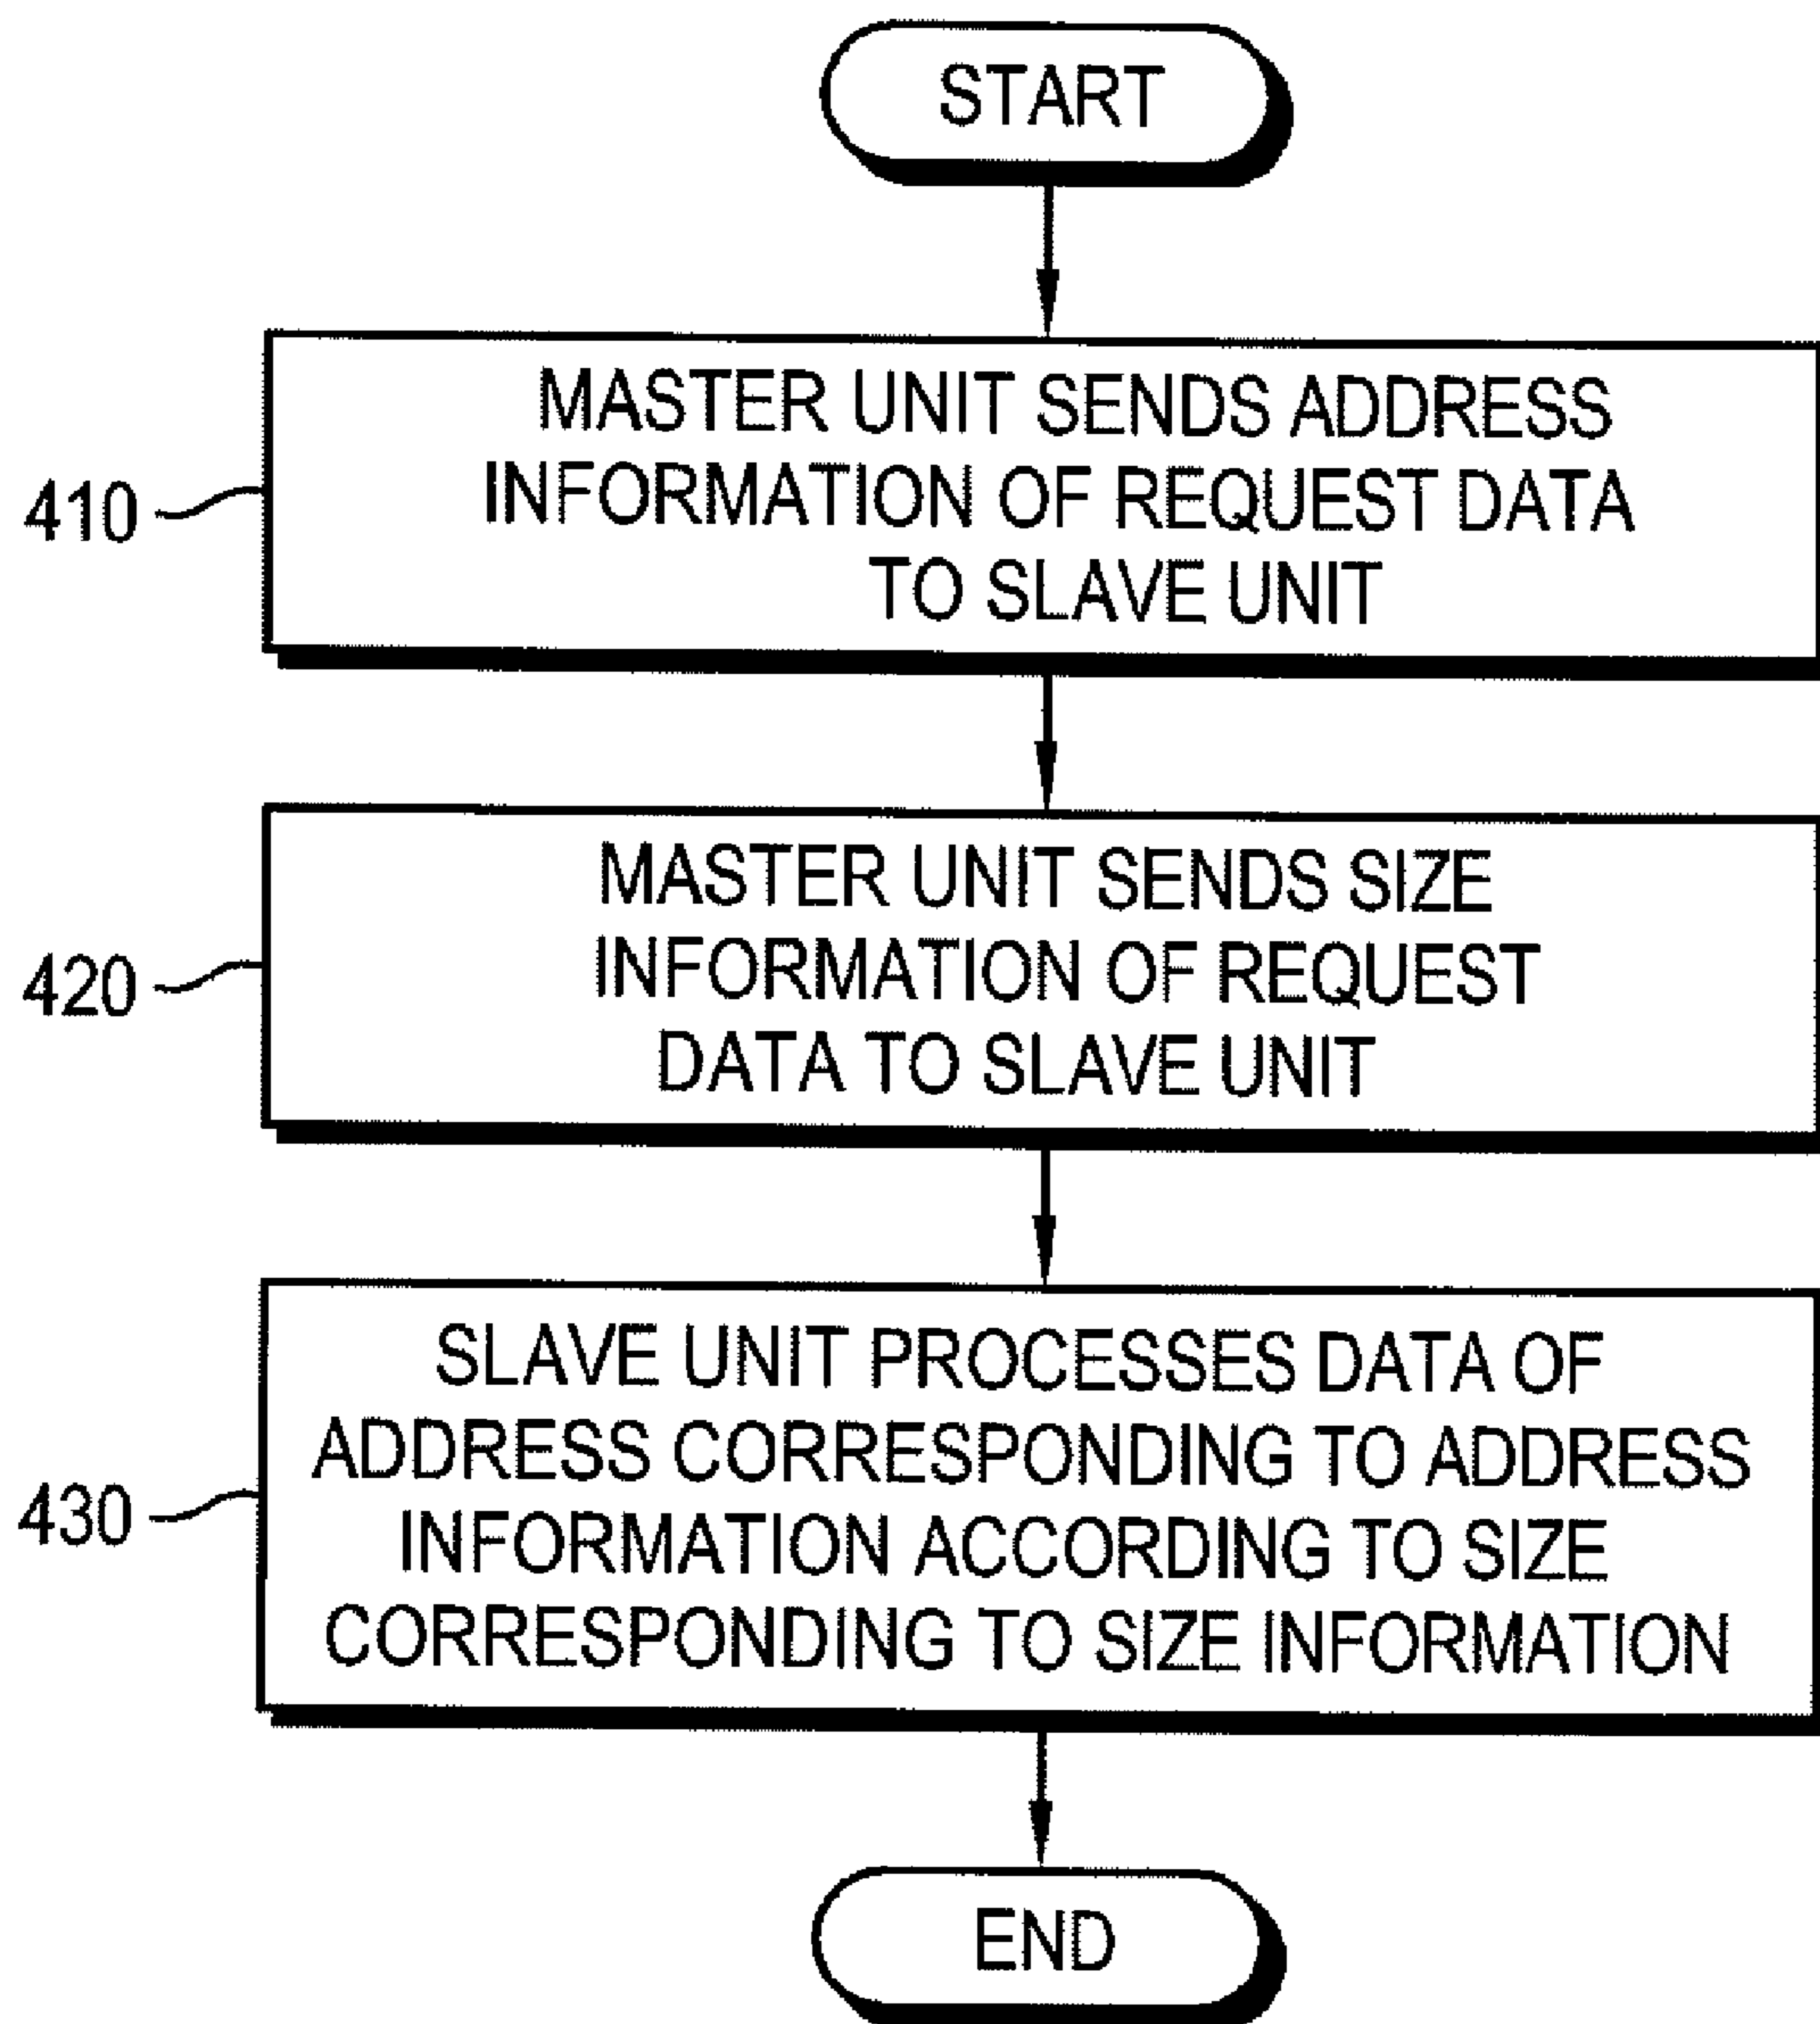 START
MASTER UNIT SENDS ADDRESS
INFORMATION OF REQUEST DATA
TO SLAVE UNIT
410
MASTER UNIT SENDS SIZE
INFORMATION OF REQUEST
DATA TO SLAVE UNIT
420
SLAVE UNIT PROCESSES DATA OF
ADDRESS CORRESPONDING TO ADDRESS
INFORMATION ACCORDING TO SIZE
CORRESPONDING TO SIZE INFORMATION
430
END